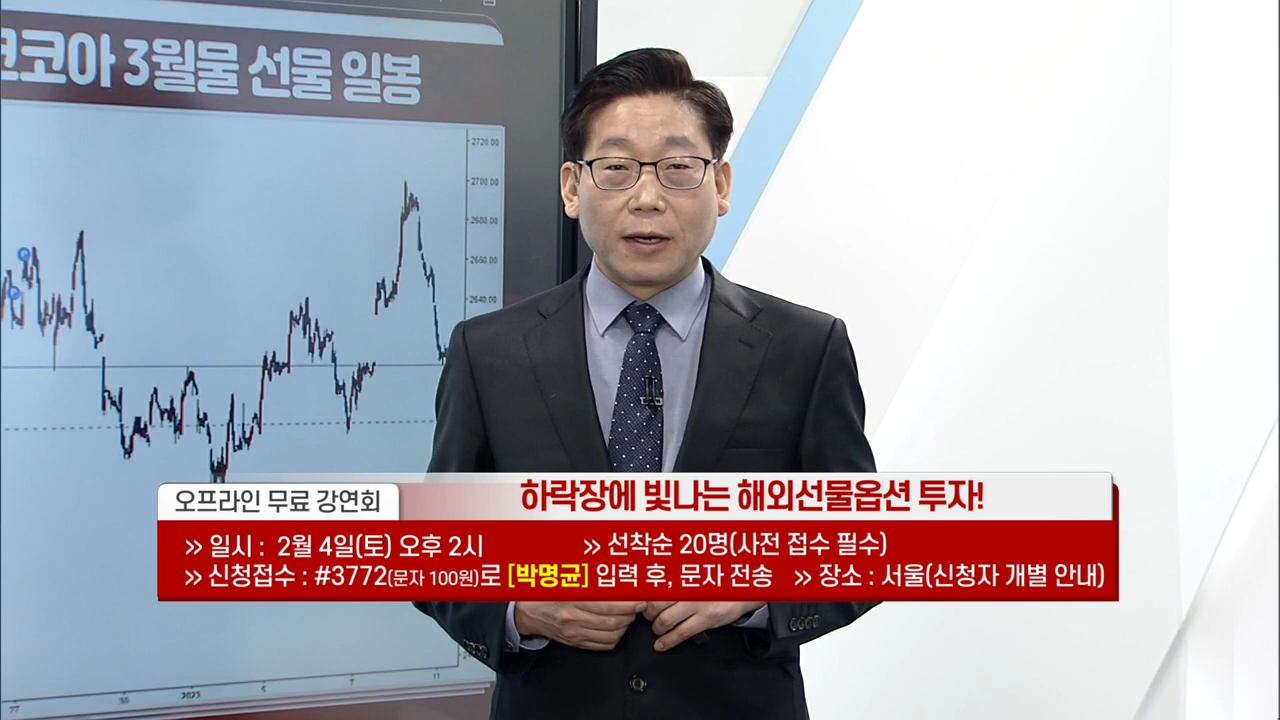 코코아 3월물 선물 일봉
2720.00
2700.00
2680.00
2660.00
2640.00
오프라인 무료 강연회
하락장에 빛나는 해외선물옵션 투자!
» 일시 : 2월 4일(토) 오후 2시 » 선착순 20명(사전 접수 필수)
» 신청접수 : #3772(문자 100원)로 [박명균] 입력 후, 문자 전송 » 장소 : 서울(신청자 개별 안내)
27 30 2023 5 7 11